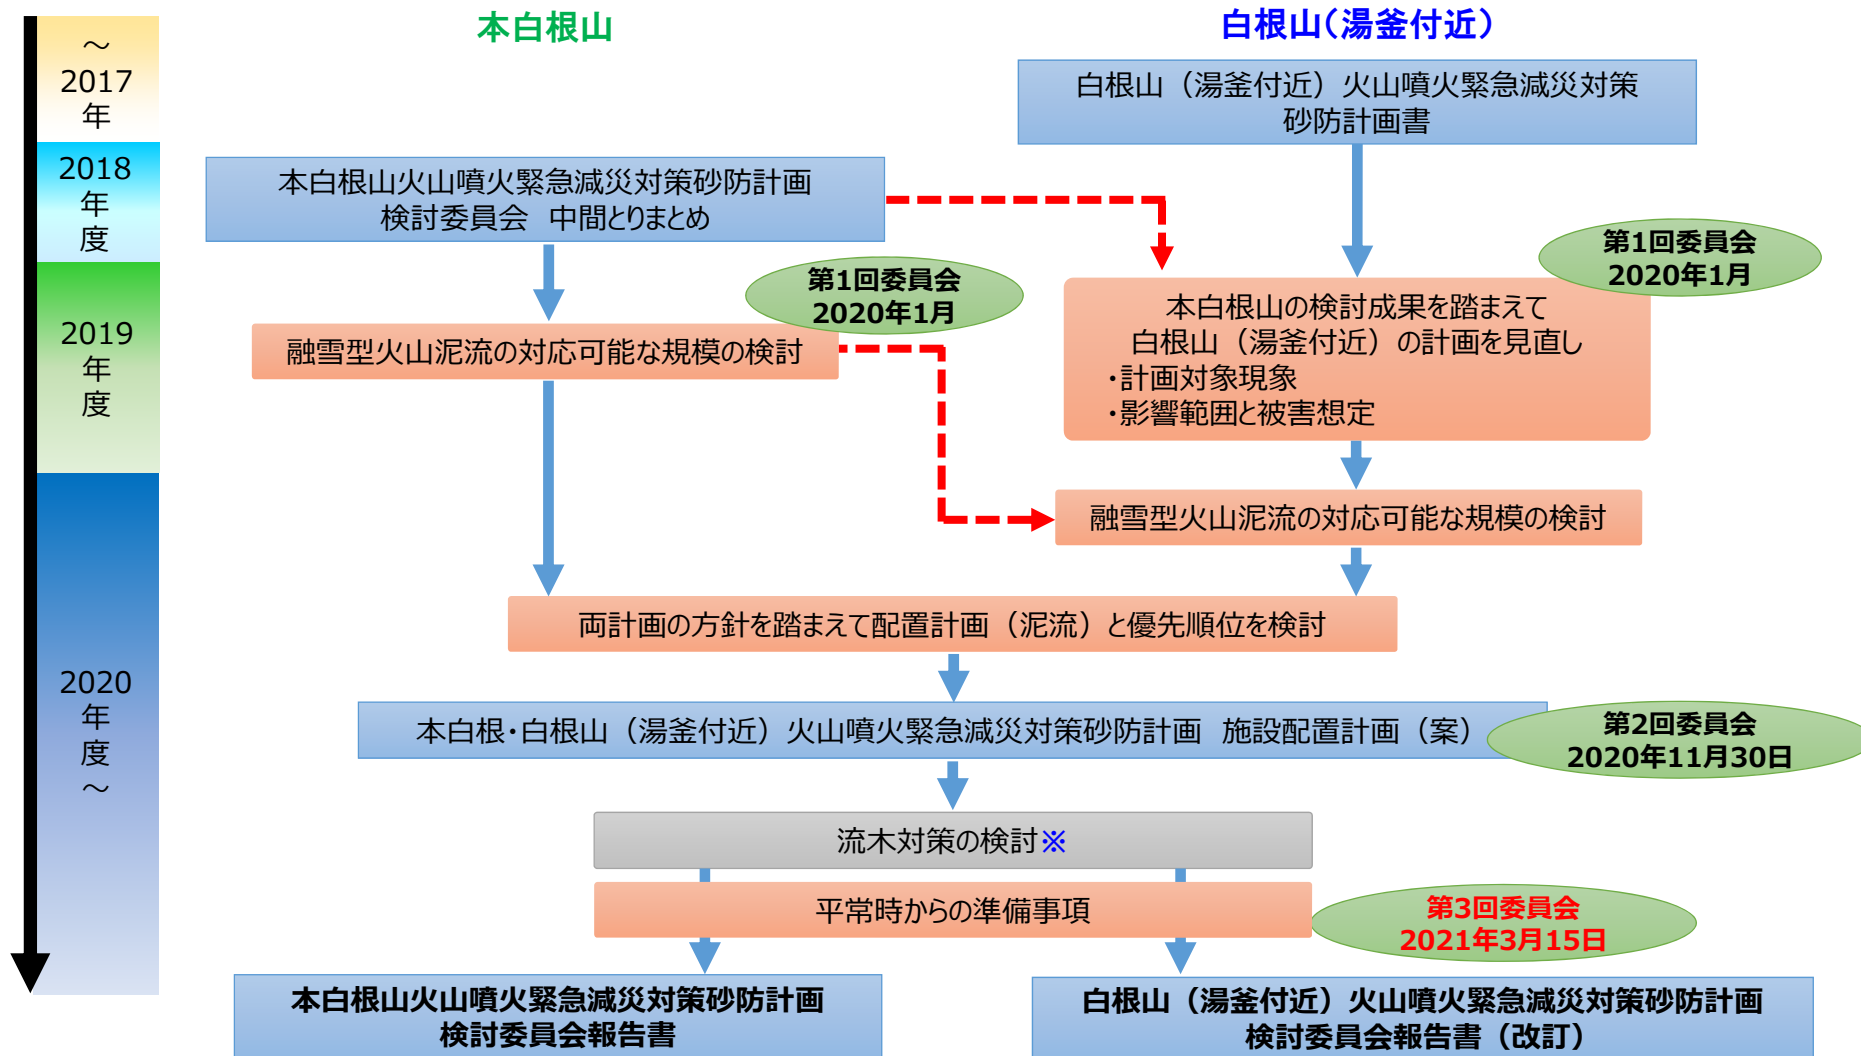 本白根山
白根山(湯釜付近)
～
2017
年
2018
年
度
2019
年
度
2020
年
度
～
白根山（湯釜付近）火山噴火緊急減災対策
砂防計画書
本白根山火山噴火緊急減災対策砂防計画
検討委員会　中間とりまとめ
第1回委員会
2020年1月
第1回委員会
2020年1月
融雪型火山泥流の対応可能な規模の検討
本白根山の検討成果を踏まえて
白根山（湯釜付近）の計画を見直し
・計画対象現象
・影響範囲と被害想定
融雪型火山泥流の対応可能な規模の検討
両計画の方針を踏まえて配置計画（泥流）と優先順位を検討
本白根・白根山（湯釜付近）火山噴火緊急減災対策砂防計画　施設配置計画（案）
第2回委員会
2020年11月30日
流木対策の検討※
平常時からの準備事項
第3回委員会
2021年3月15日
本白根山火山噴火緊急減災対策砂防計画
検討委員会報告書
白根山（湯釜付近）火山噴火緊急減災対策砂防計画
検討委員会報告書（改訂）